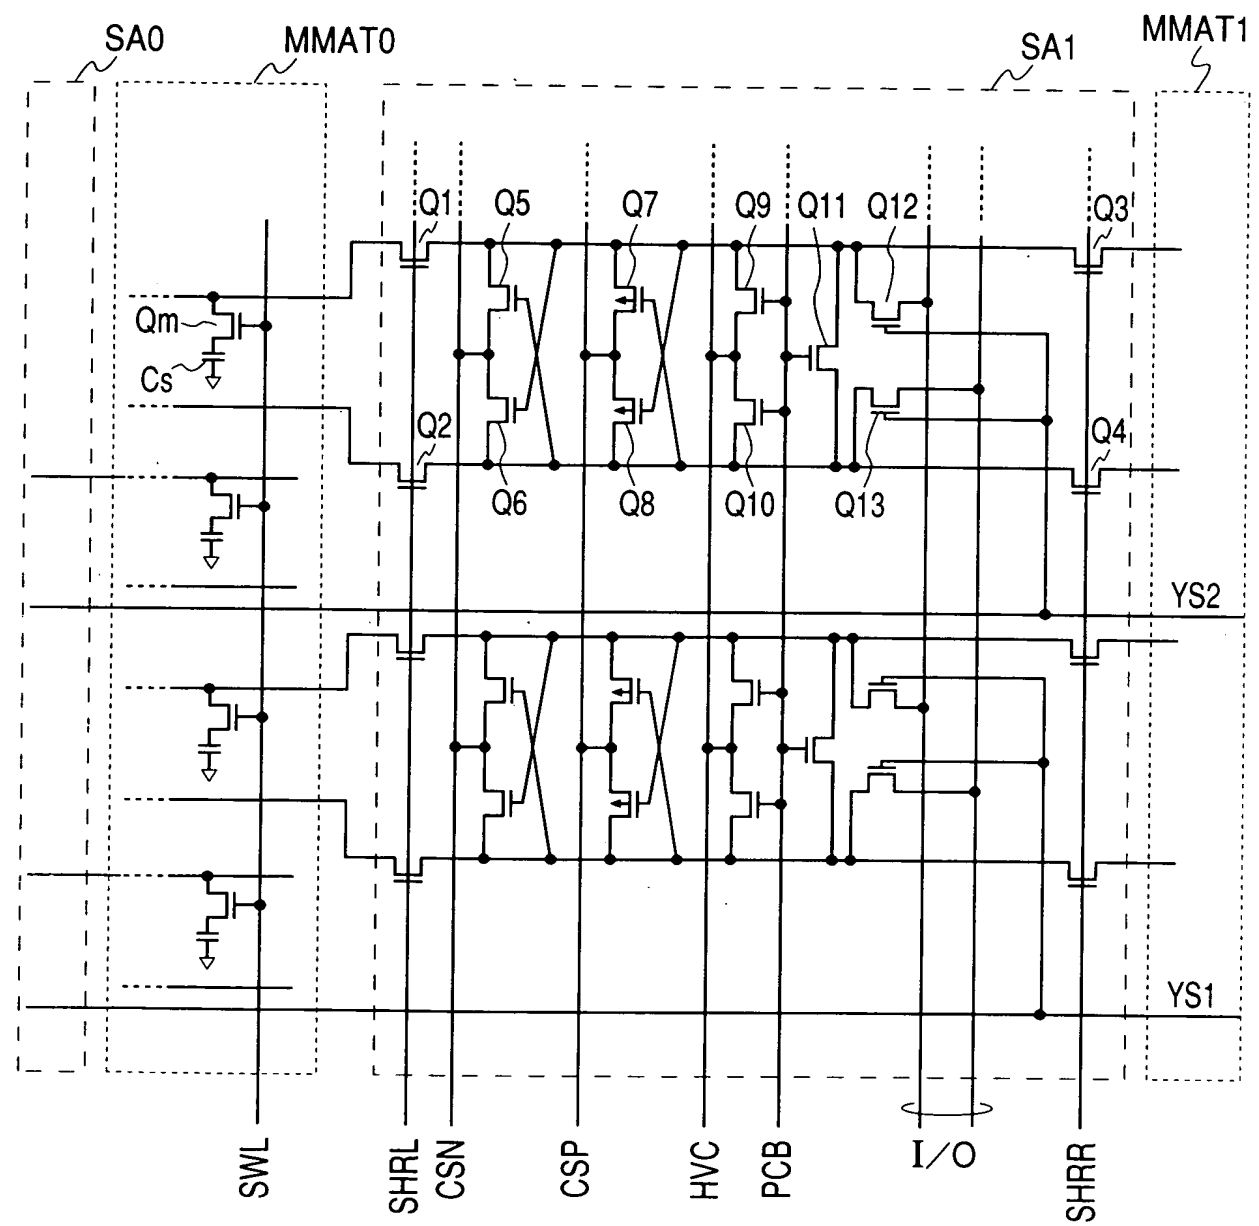 SA0
MMAT0
SA1
MMAT1
Q1
Q5
Q7
Q9
Q11
Q12
Q3
Qm
Cs
Q2
Q4
Q6
Q8
Q10
Q13
YS2
YS1
SWL
SHRL
CSN
CSP
HVC
PCB
I/O
SHRR